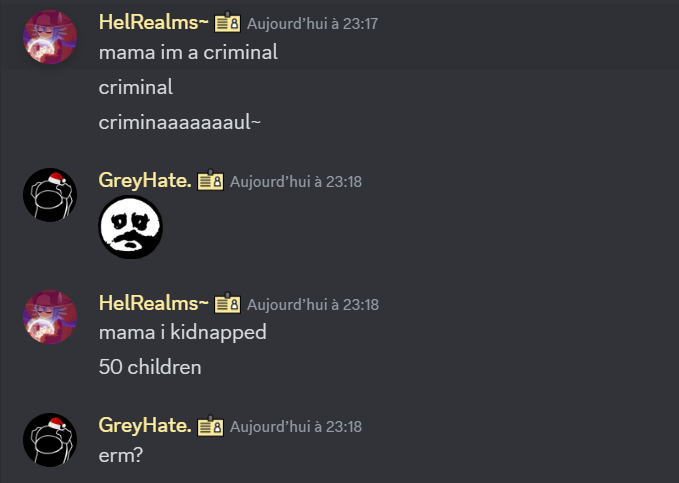 HelRealms~ Aujourd'hui à 23:17
mama im a criminal
criminal
criminaaaaaaaul~
GreyHate. Aujourd'hui à 23:18
HelRealms~ Aujourd'hui à 23:18
mama i kidnapped
50 children
GreyHate. Aujourd'hui à 23:18
erm?